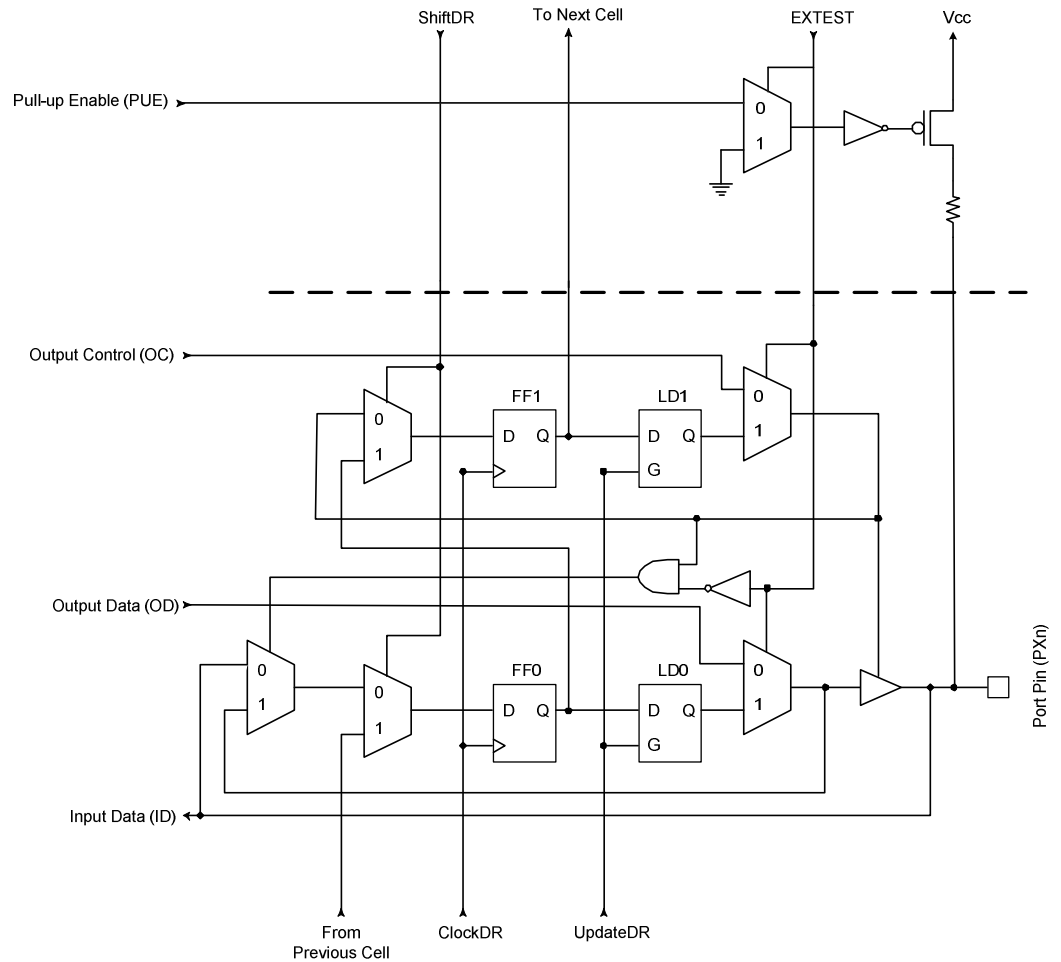 ShiftDR
To Next Cell
EXTEST
Vcc
Pull-up Enable (PUE)
0
1
Output Control (OC)
0
1
FF1
D Q
LD1
D Q
G
0
1
Output Data (OD)
0
1
0
1
FF0
D Q
LD0
D Q
G
0
1
Port Pin (PXn)
Input Data (ID)
From
Previous Cell
ClockDR
UpdateDR